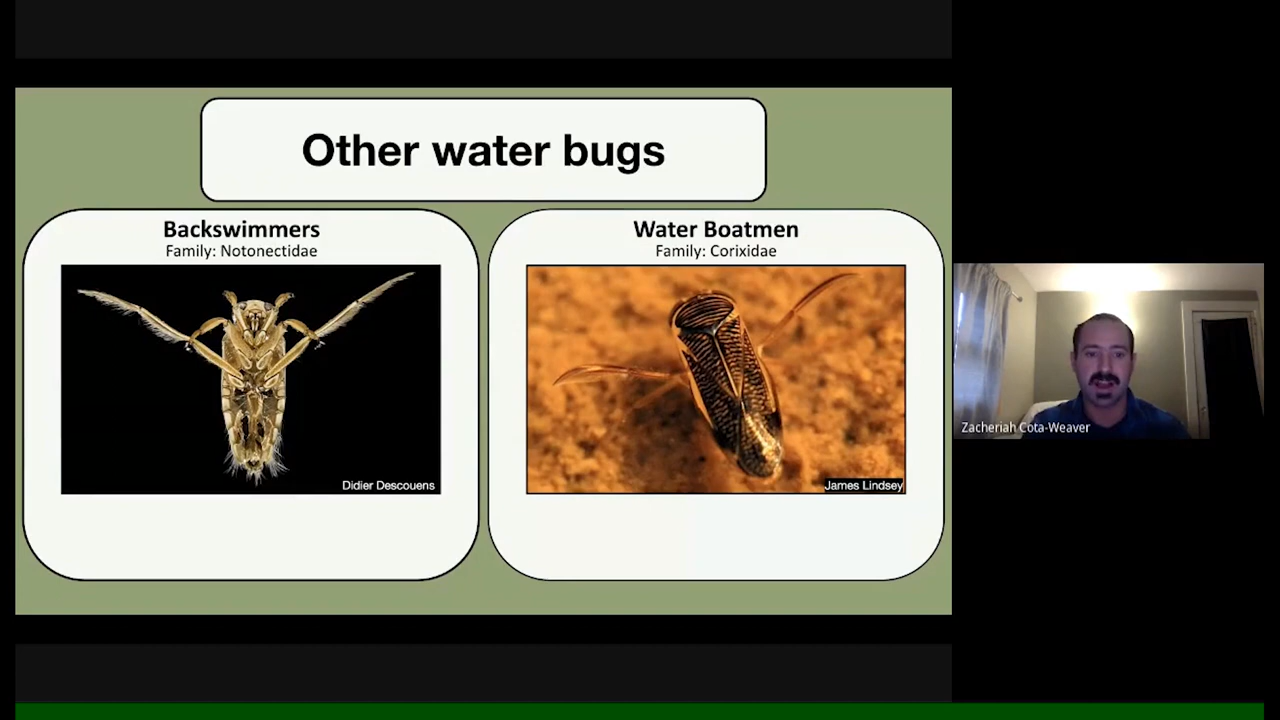 Other water bugs
Backswimmers
Family: Notonectidae
Didier Descouens
Water Boatmen
Family: Corixidae
James Lindsey
Zacheriah Cota-Weaver